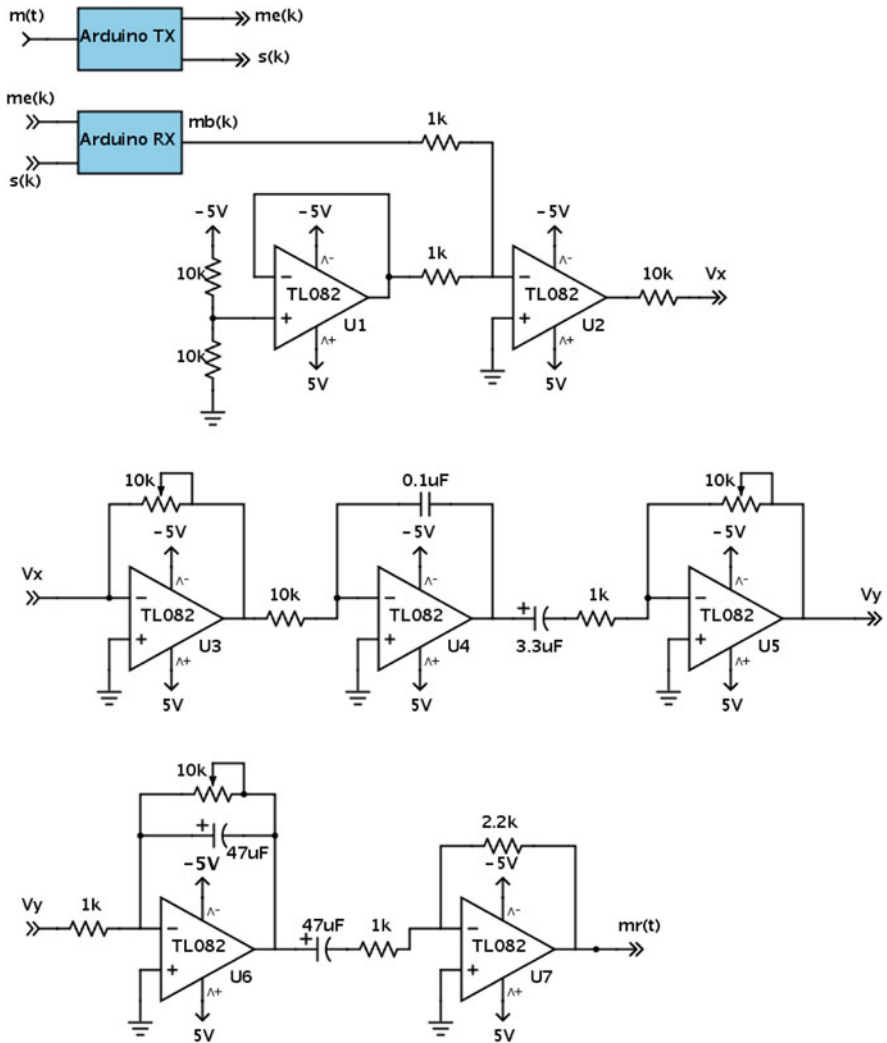 m(t)
Arduino TX
me(k)
s(k)
me(k)
Arduino RX
mb(k)
s(k)
1k
-5V
-5V
-5V
10k
1k
10k
Vx
TL082
TL082
U1
U2
10k
5V
5V
10k
0.1uF
10k
-5V
-5V
-5V
Vx
10k
1k
Vy
TL082
TL082
TL082
U3
U4
3.3uF
U5
5V
5V
5V
10k
47uF
2.2k
-5V
-5V
Vy
1k
47uF
1k
mr(t)
TL082
TL082
U6
U7
5V
5V